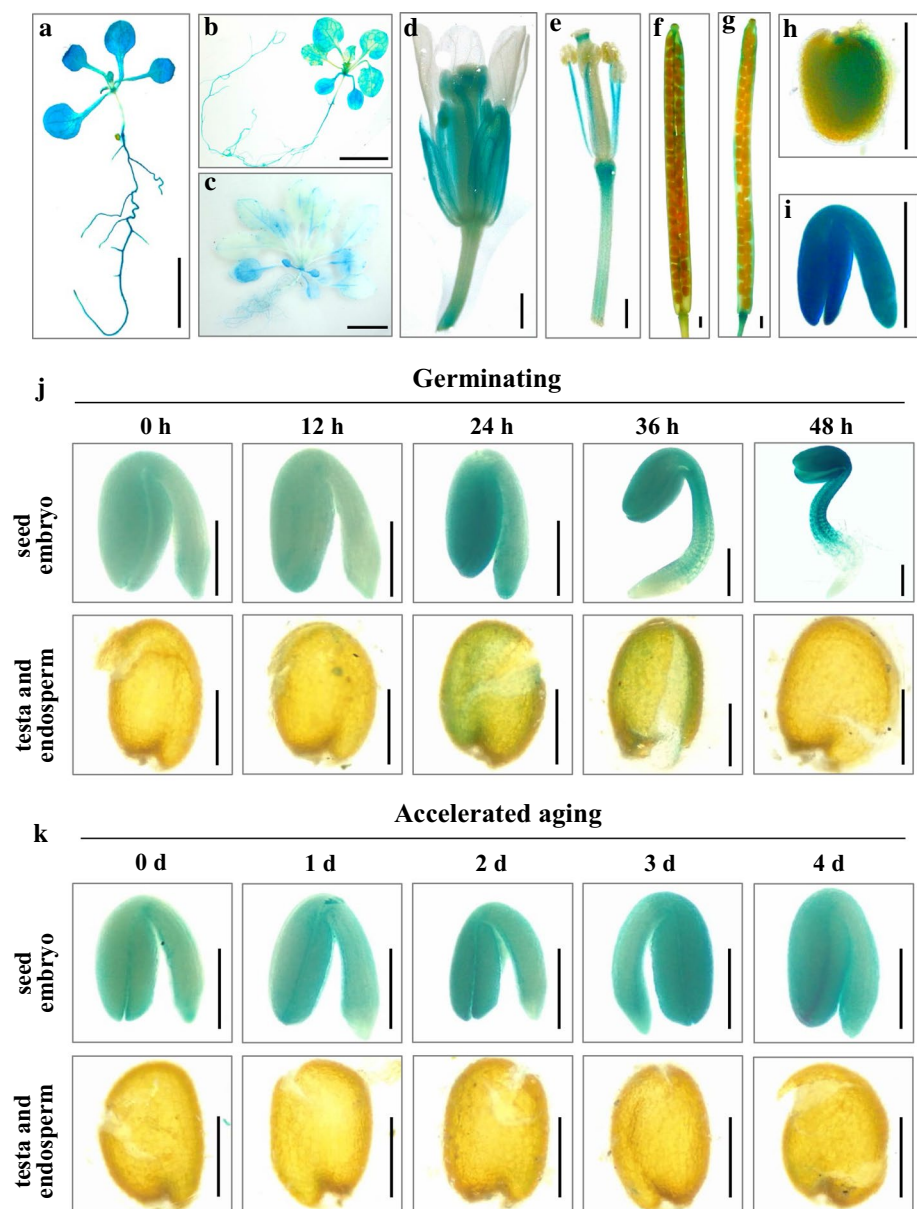 a
b
c
d
e
f
g
h
i
j
Germinating
0 h 12 h 24 h 36 h 48 h
seed
embryo
testa and
endosperm
k
Accelerated aging
0 d 1 d 2 d 3 d 4 d
seed
embryo
testa and
endosperm